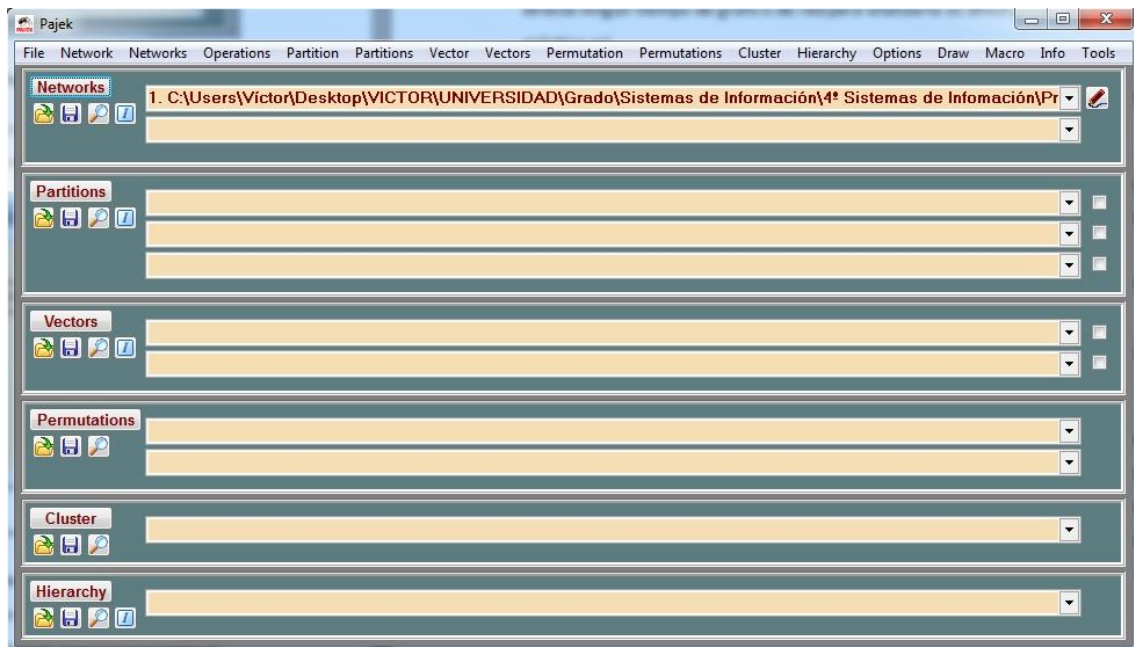 Pajek
File Network Networks Operations Partition Partitions Vector Vectors Permutation Permutations Cluster Hierarchy Options Draw Macro Info Tools
Networks
1. C:\Users\Víctor\Desktop\VICTOR\UNIVERSIDAD\Grado\Sistemas de Información\4º Sistemas de Infomación\Pr
Partitions
Vectors
Permutations
Cluster
Hierarchy